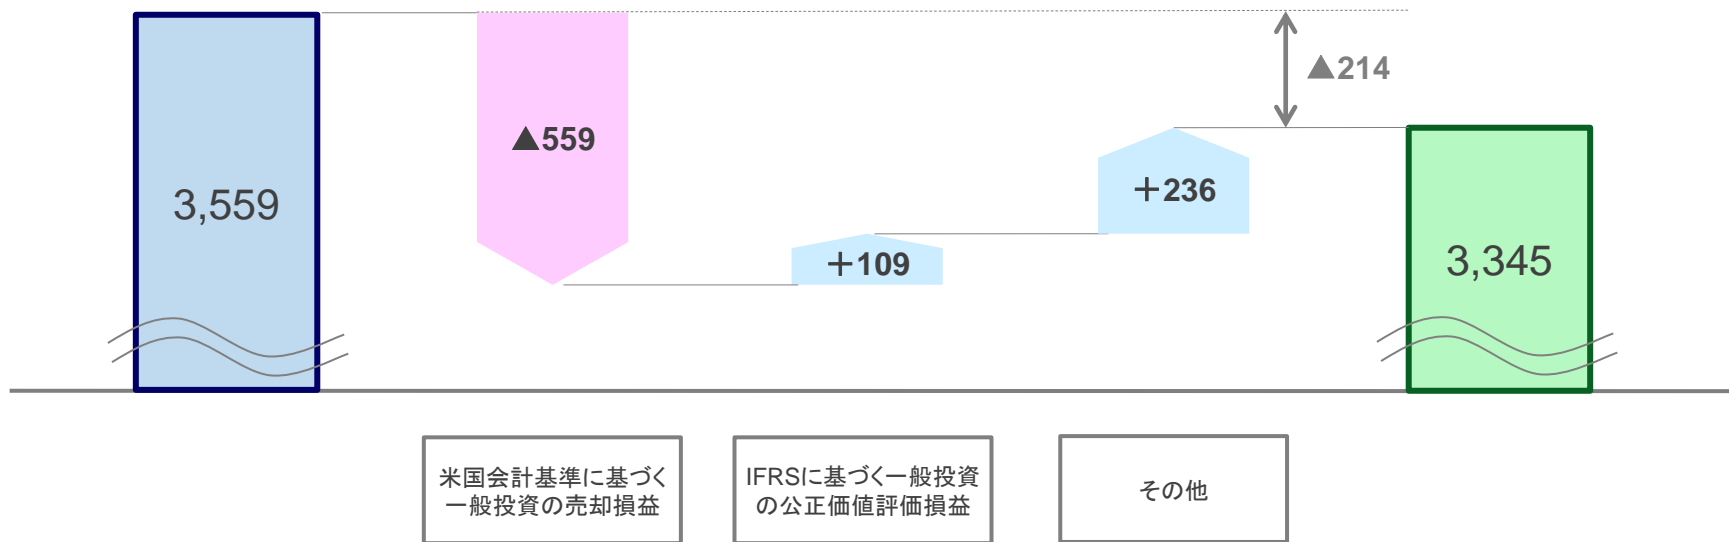 ▲214
▲559
3,559
＋236
＋109
3,345
米国会計基準に基づく
一般投資の売却損益
IFRSに基づく一般投資
の公正価値評価損益
その他